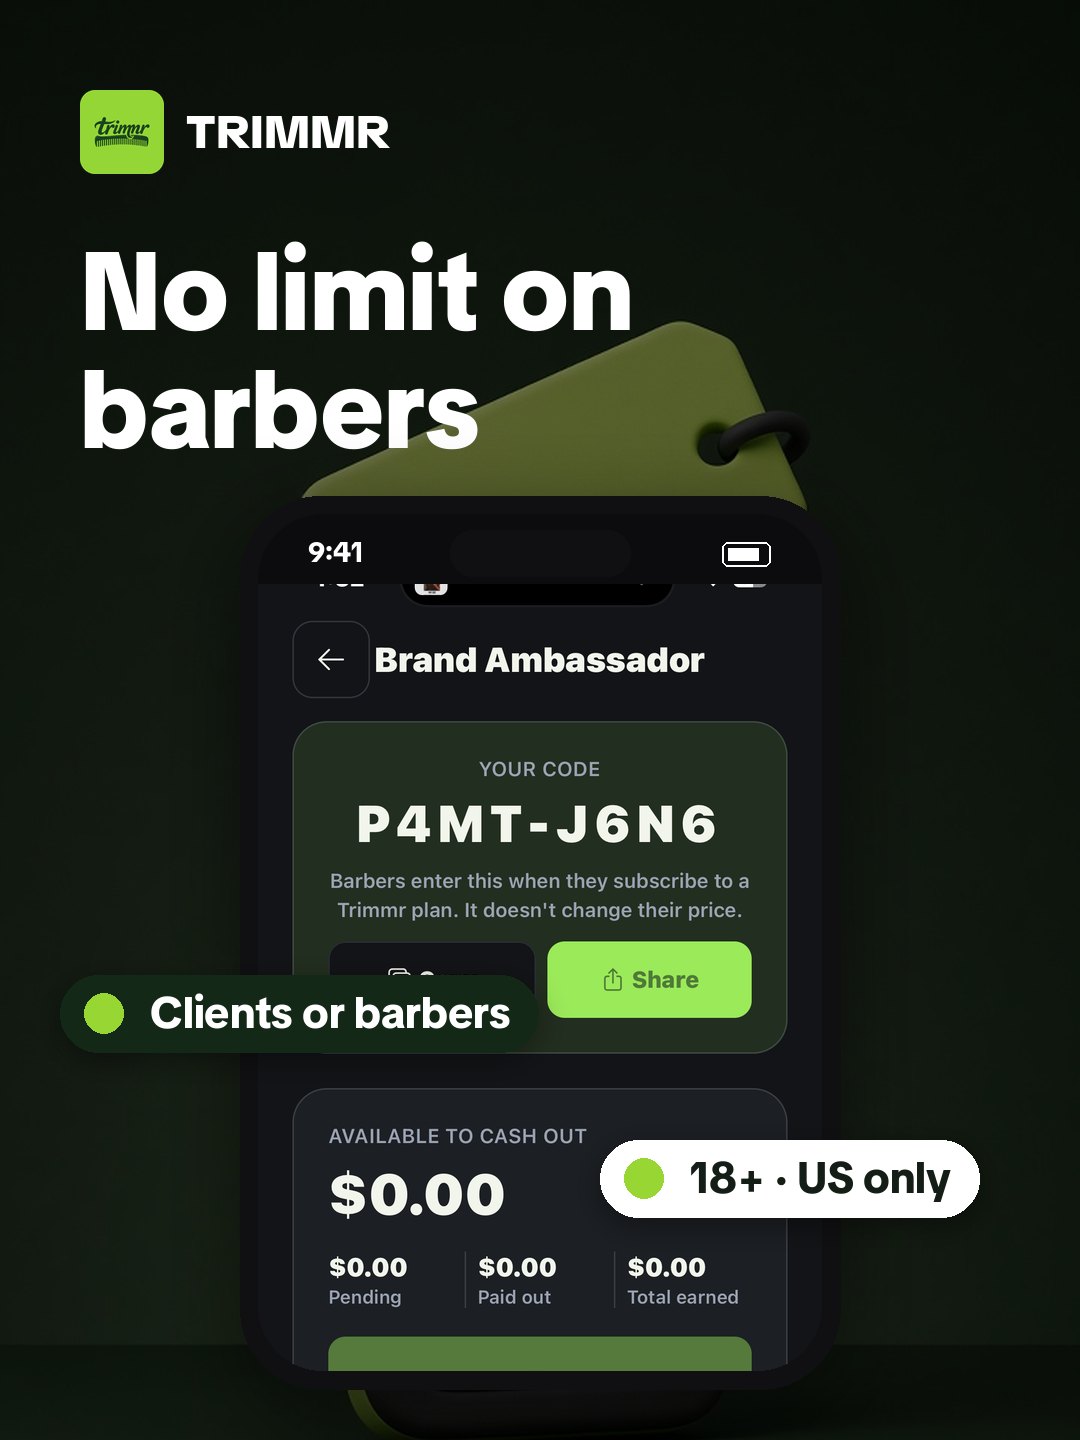 trimmr
TRIMMR
No limit on
barbers
9:41
Brand Ambassador
YOUR CODE
P4MT-J6N6
Barbers enter this when they subscribe to a
Trimmr plan. It doesn't change their price.
Share
Clients or barbers
AVAILABLE TO CASH OUT
$0.00
18+ · US only
$0.00 $0.00 $0.00
Pending Paid out Total earned